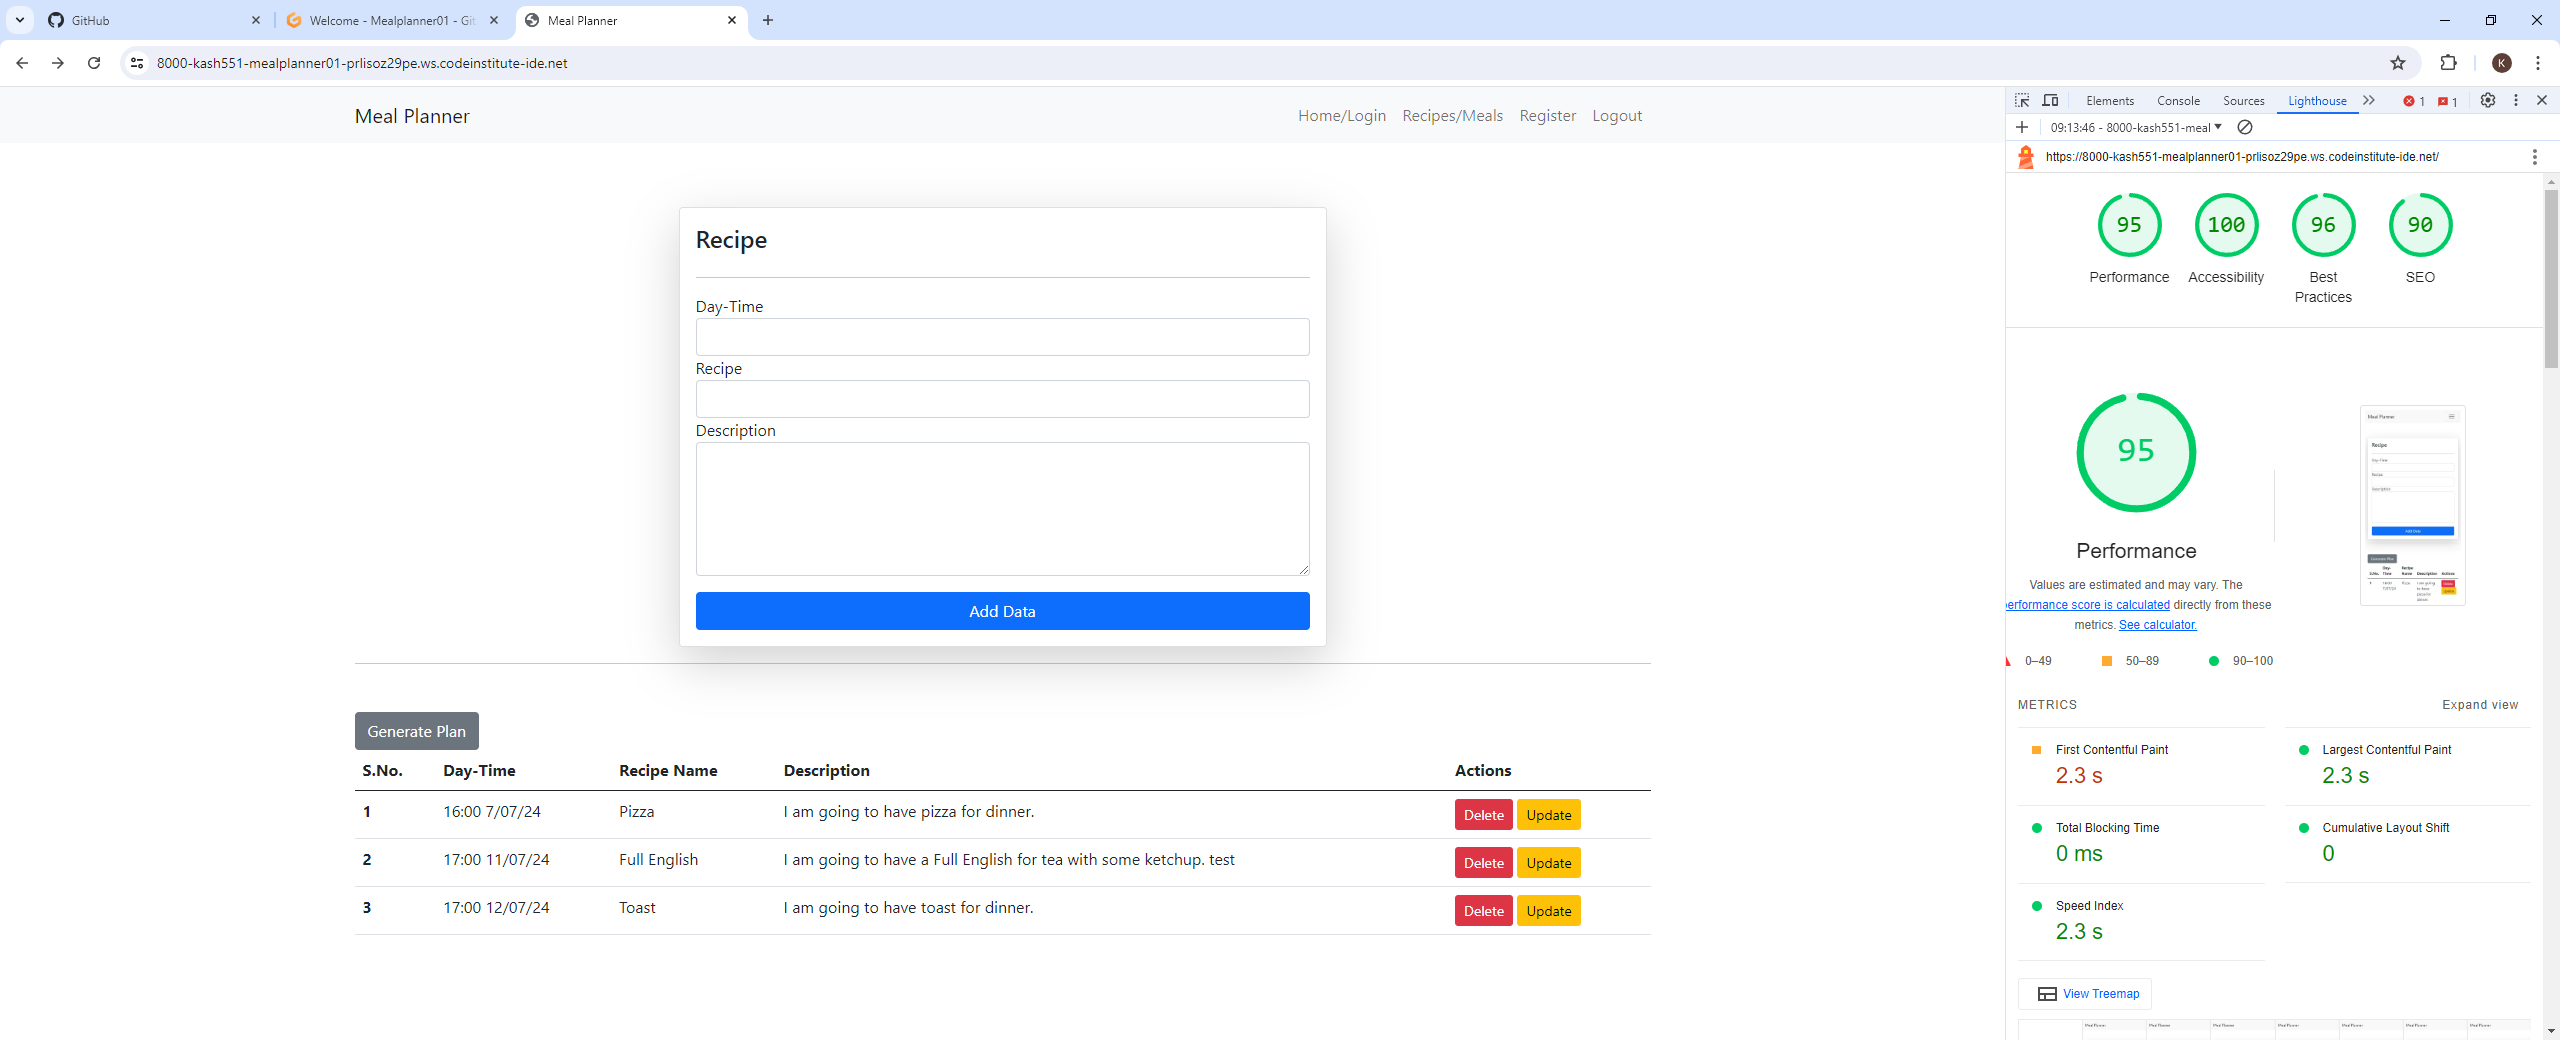 GitHub
Welcome - Mealplanner01 - Git
Meal Planner
8000-kash551-mealplanner01-prlisoz29pe.ws.codeinstitute-ide.net
K
Meal Planner
Home/Login Recipes/Meals Register Logout
Recipe
Day-Time
Recipe
Description
Add Data
Generate Plan
S.No. Day-Time Recipe Name Description Actions
1 16:00 7/07/24 Pizza I am going to have pizza for dinner. Delete Update
2 17:00 11/07/24 Full English I am going to have a Full English for tea with some ketchup. test Delete Update
3 17:00 12/07/24 Toast I am going to have toast for dinner. Delete Update
Elements Console Sources Lighthouse 1 1
09:13:46 - 8000-kash551-meal
https://8000-kash551-mealplanner01-prlisoz29pe.ws.codeinstitute-ide.net/
95 100 96 90
Performance Accessibility Best Practices SEO
95
Performance
Values are estimated and may vary. The
performance score is calculated directly from these
metrics. See calculator.
0–49 50–89 90–100
METRICS Expand view
First Contentful Paint
2.3 s
Largest Contentful Paint
2.3 s
Total Blocking Time
0 ms
Cumulative Layout Shift
0
Speed Index
2.3 s
View Treemap